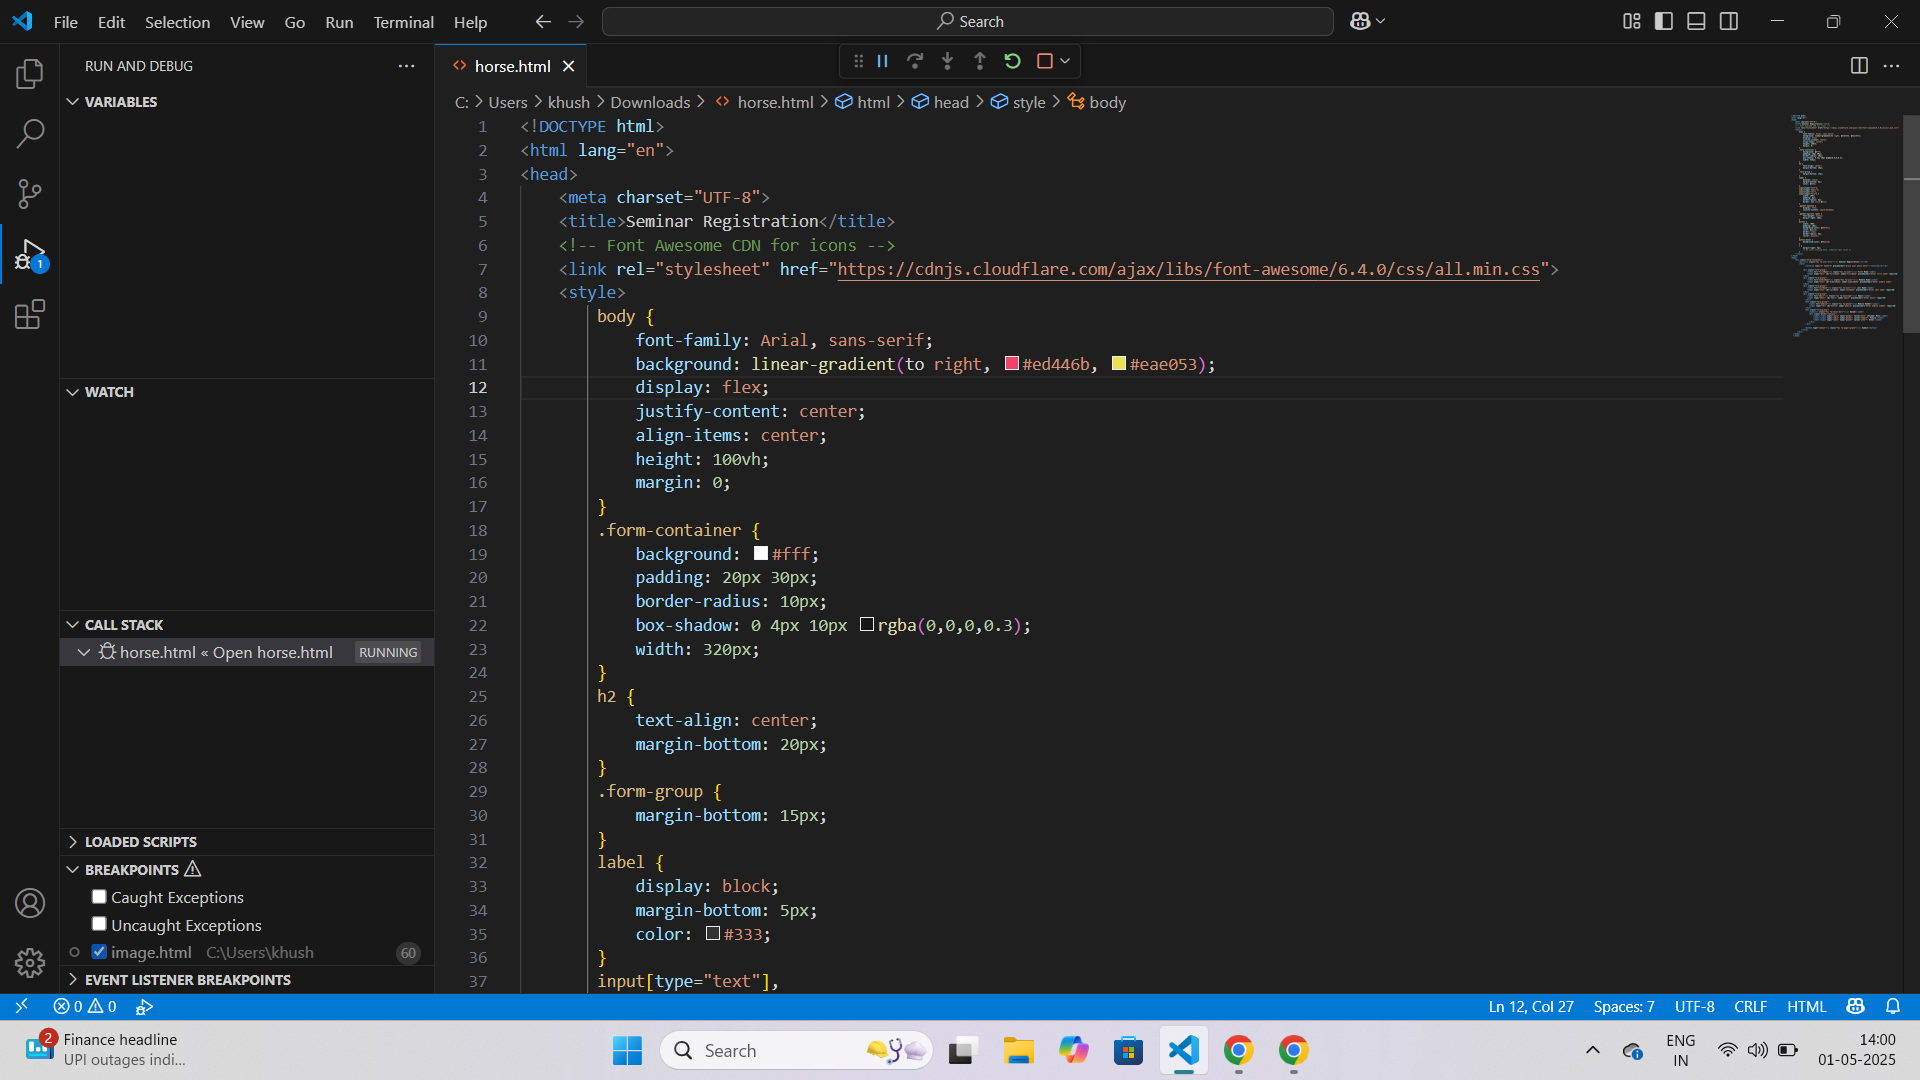 File Edit Selection View Go Run Terminal Help
Search
RUN AND DEBUG
VARIABLES
WATCH
CALL STACK
horse.html « Open horse.html RUNNING
LOADED SCRIPTS
BREAKPOINTS
Caught Exceptions
Uncaught Exceptions
image.html C:\Users\khush 60
EVENT LISTENER BREAKPOINTS
1
horse.html
C: > Users > khush > Downloads > horse.html > html > head > style > body
1 <!DOCTYPE html>
2 <html lang="en">
3 <head>
4 <meta charset="UTF-8">
5 <title>Seminar Registration</title>
6 <!-- Font Awesome CDN for icons -->
7 <link rel="stylesheet" href="https://cdnjs.cloudflare.com/ajax/libs/font-awesome/6.4.0/css/all.min.css">
8 <style>
9 body {
10 font-family: Arial, sans-serif;
11 background: linear-gradient(to right, #ed446b, #eae053);
12 display: flex;
13 justify-content: center;
14 align-items: center;
15 height: 100vh;
16 margin: 0;
17 }
18 .form-container {
19 background: #fff;
20 padding: 20px 30px;
21 border-radius: 10px;
22 box-shadow: 0 4px 10px rgba(0,0,0,0.3);
23 width: 320px;
24 }
25 h2 {
26 text-align: center;
27 margin-bottom: 20px;
28 }
29 .form-group {
30 margin-bottom: 15px;
31 }
32 label {
33 display: block;
34 margin-bottom: 5px;
35 color: #333;
36 }
37 input[type="text"],
0 0
Ln 12, Col 27 Spaces: 7 UTF-8 CRLF HTML
2 Finance headline
UPI outages indi...
Search
ENG
IN
14:00
01-05-2025